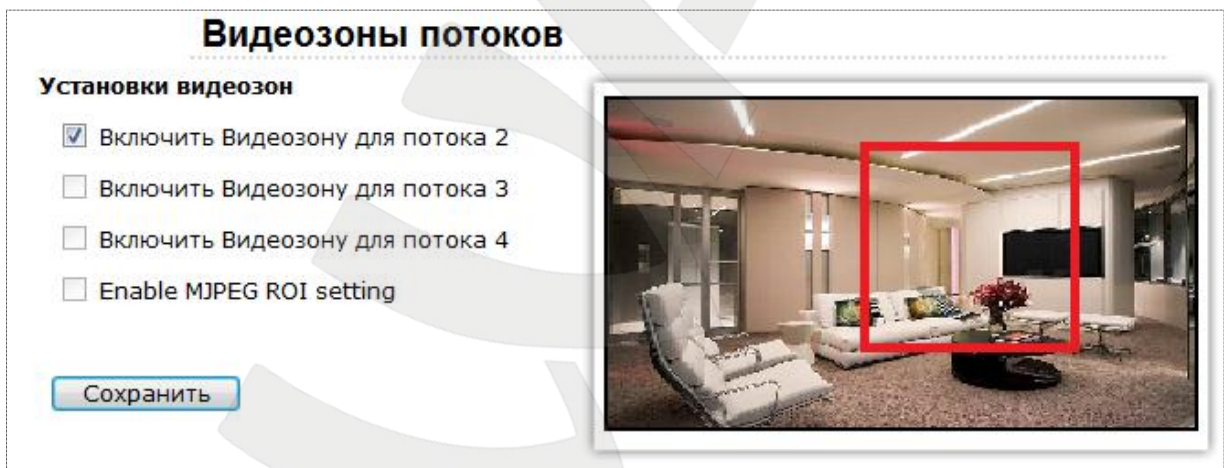 Видеозоны потоков
Установки видеозон
Включить Видеозону для потока 2
Включить Видеозону для потока 3
Включить Видеозону для потока 4
Enable MJPEG ROI setting
Сохранить